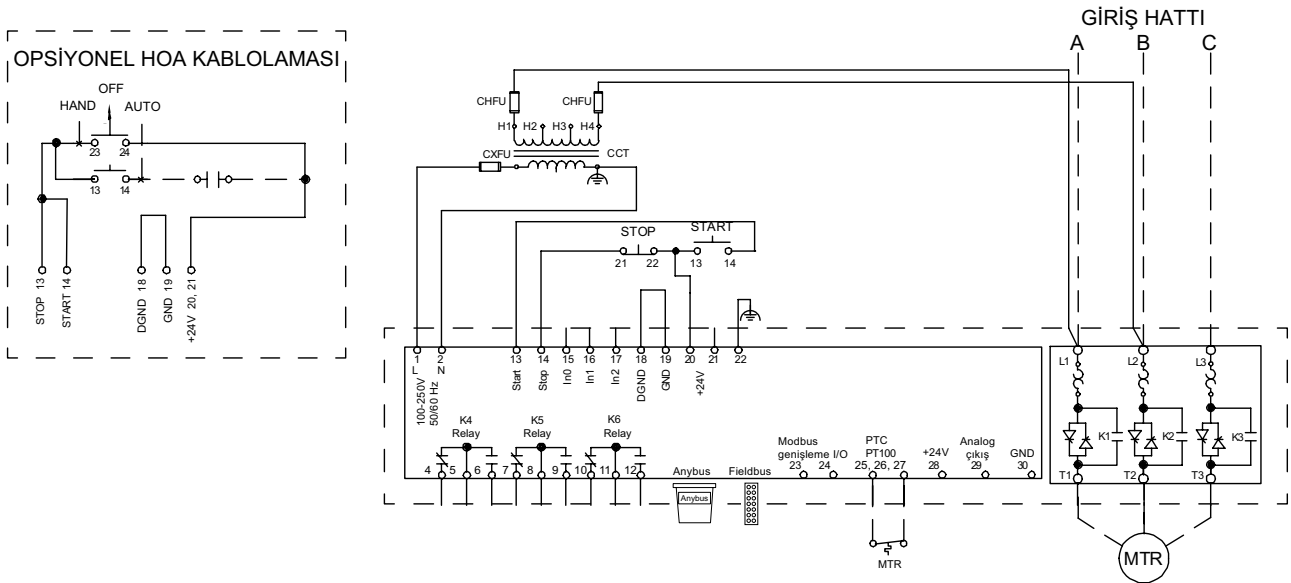 GİRİŞ HATTI
A B C
OPSİYONEL HOA KABLOLAMASI
OFF
HAND AUTO
23 24
13 14
STOP 13
START 14
DGND 18
GND 19
+24V 20, 21
CHFU CHFU
H1 H2 H3 H4
CXFU CCT
STOP START
21 22 13 14
1 2 13 14 15 16 17 18 19 20 21 22
L N
100-250V
50/60 Hz
Start
Stop
In0
In1
In2
DGND
GND
+24V
K4
Relay
K5
Relay
K6
Relay
4 5 6 7 8 9 10 11 12
Anybus
Anybus
Fieldbus
Modbus
genişleme I/O
23 24
PTC
PT100
25, 26, 27
+24V
28
Analog
çıkış
29
GND
30
MTR
L1 L2 L3
K1 K2 K3
T1 T2 T3
MTR